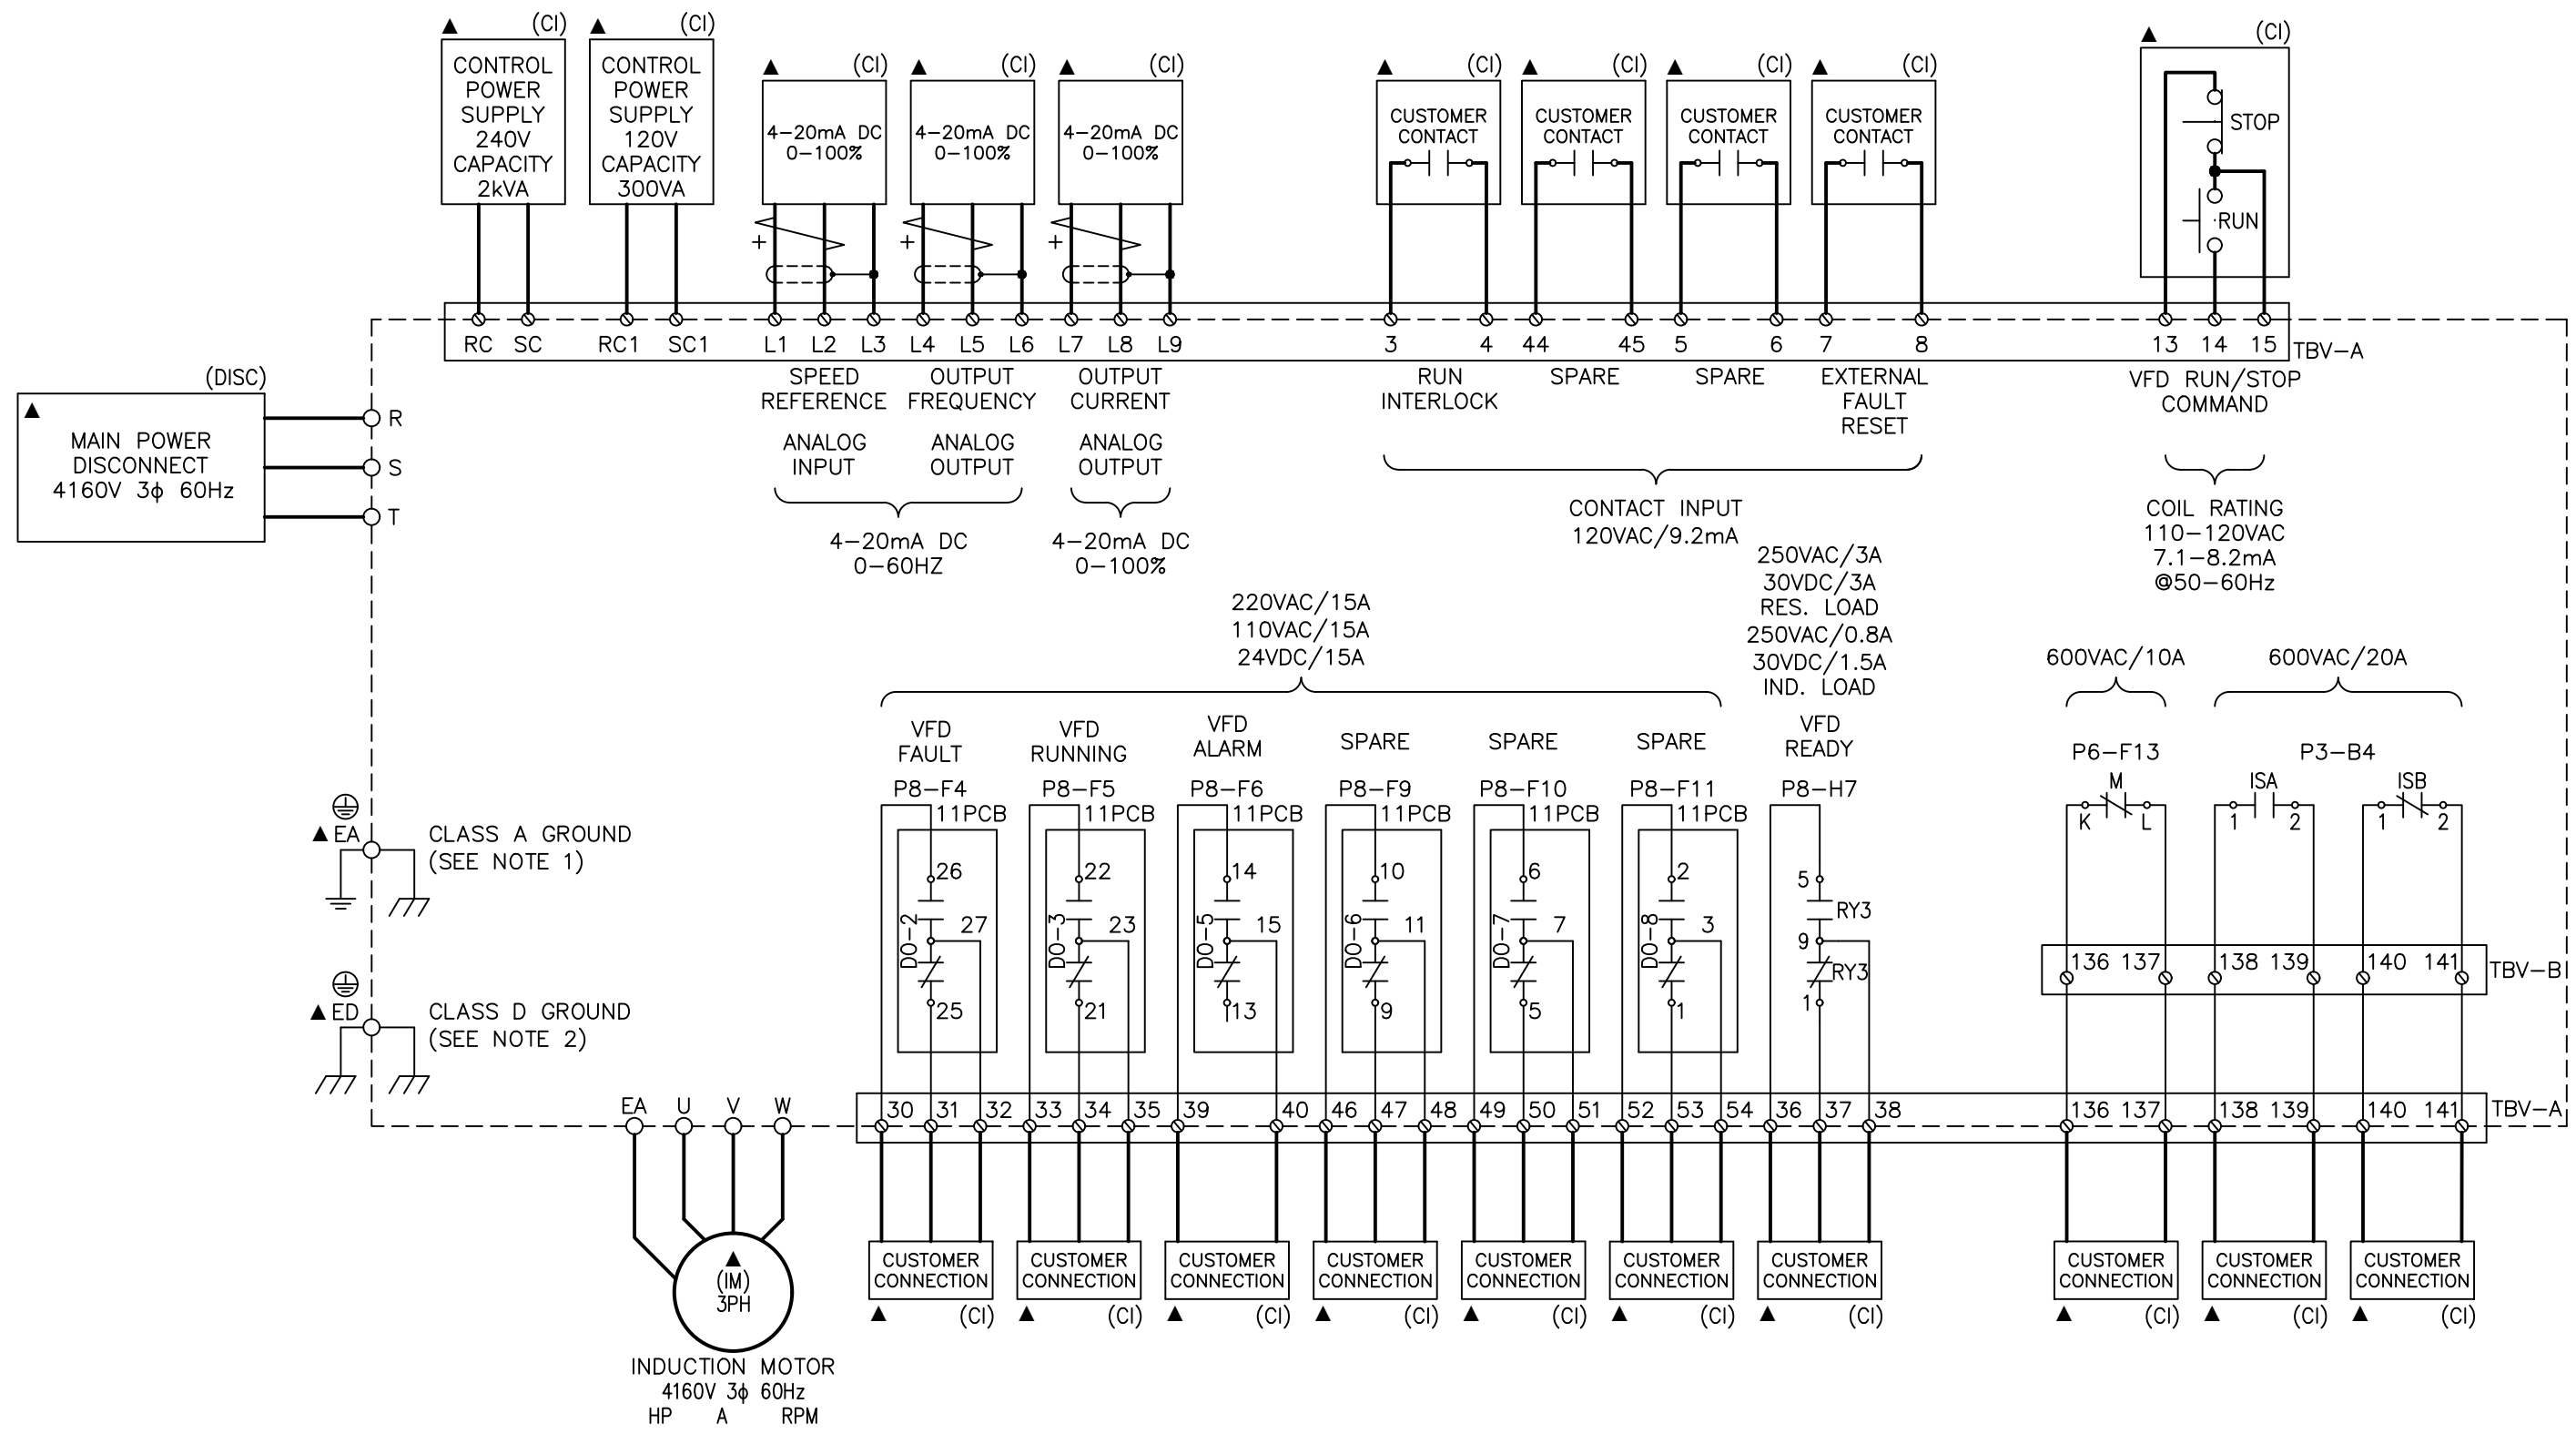 ▲ (CI)
CONTROL
POWER
SUPPLY
240V
CAPACITY
2kVA
▲ (CI)
CONTROL
POWER
SUPPLY
120V
CAPACITY
300VA
▲ (CI)
4-20mA DC
0-100%
+
▲ (CI)
4-20mA DC
0-100%
+
▲ (CI)
4-20mA DC
0-100%
+
▲ (CI)
CUSTOMER
CONTACT
▲ (CI)
CUSTOMER
CONTACT
▲ (CI)
CUSTOMER
CONTACT
▲ (CI)
CUSTOMER
CONTACT
▲ (CI)
STOP
RUN
RC SC RC1 SC1 L1 L2 L3 L4 L5 L6 L7 L8 L9 3 4 44 45 5 6 7 8 13 14 15 TBV-A
SPEED
REFERENCE
ANALOG
INPUT
OUTPUT
FREQUENCY
ANALOG
OUTPUT
4-20mA DC
0-60HZ
OUTPUT
CURRENT
ANALOG
OUTPUT
4-20mA DC
0-100%
RUN
INTERLOCK
SPARE
SPARE
EXTERNAL
FAULT
RESET
CONTACT INPUT
120VAC/9.2mA
VFD RUN/STOP
COMMAND
COIL RATING
110-120VAC
7.1-8.2mA
@50-60Hz
(DISC)
▲
MAIN POWER
DISCONNECT
4160V 3ϕ 60Hz
R
S
T
▲ EA
CLASS A GROUND
(SEE NOTE 1)
▲ ED
CLASS D GROUND
(SEE NOTE 2)
220VAC/15A
110VAC/15A
24VDC/15A
250VAC/3A
30VDC/3A
RES. LOAD
250VAC/0.8A
30VDC/1.5A
IND. LOAD
600VAC/10A
600VAC/20A
VFD
FAULT
P8-F4
11PCB
26
DO-2
27
25
VFD
RUNNING
P8-F5
11PCB
22
DO-3
23
21
VFD
ALARM
P8-F6
11PCB
14
DO-5
15
13
SPARE
P8-F9
11PCB
10
DO-6
11
9
SPARE
P8-F10
11PCB
6
DO-7
7
5
SPARE
P8-F11
11PCB
2
DO-8
3
1
VFD
READY
P8-H7
5
RY3
9
RY3
1
P6-F13
M
K L
P3-B4
ISA
1 2
ISB
1 2
136 137 138 139 140 141 TBV-B
30 31 32 33 34 35 39 40 46 47 48 49 50 51 52 53 54 36 37 38 136 137 138 139 140 141 TBV-A
EA U V W
▲
(IM)
3PH
INDUCTION MOTOR
4160V 3ϕ 60Hz
HP A RPM
CUSTOMER
CONNECTION
▲ (CI)
CUSTOMER
CONNECTION
▲ (CI)
CUSTOMER
CONNECTION
▲ (CI)
CUSTOMER
CONNECTION
▲ (CI)
CUSTOMER
CONNECTION
▲ (CI)
CUSTOMER
CONNECTION
▲ (CI)
CUSTOMER
CONNECTION
▲ (CI)
CUSTOMER
CONNECTION
▲ (CI)
CUSTOMER
CONNECTION
▲ (CI)
CUSTOMER
CONNECTION
▲ (CI)